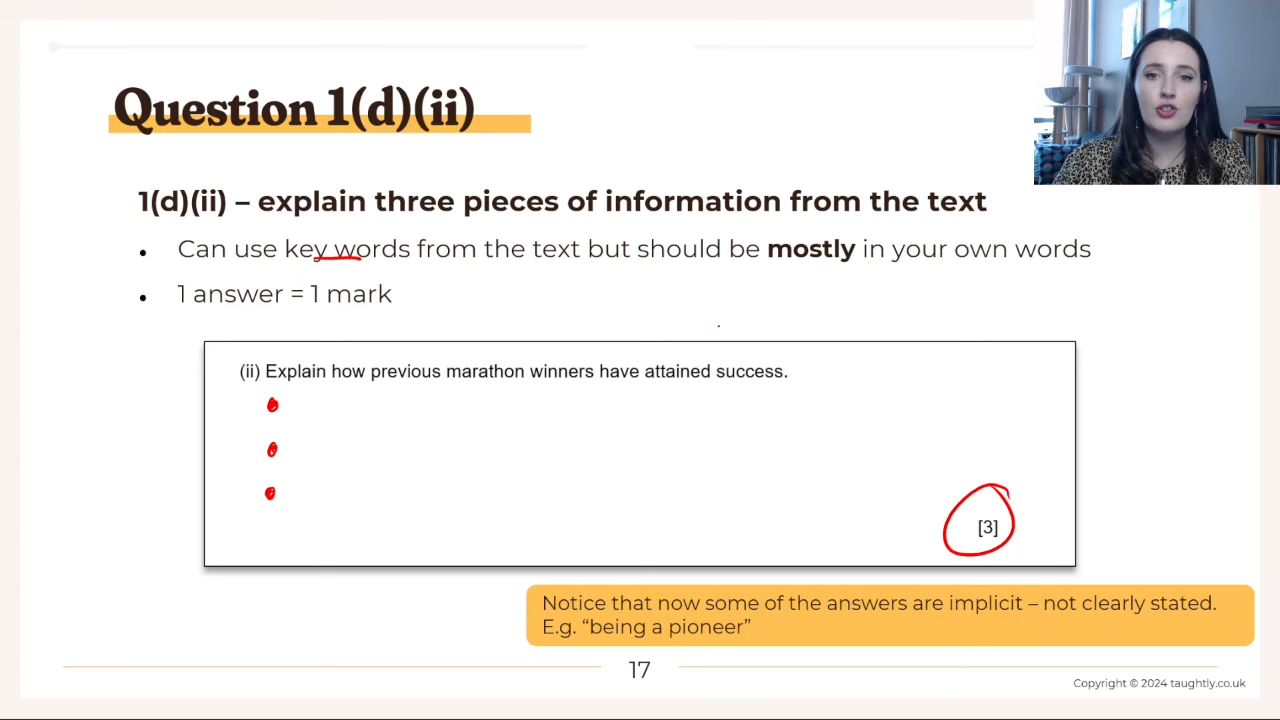 Question 1(d)(ii)
1(d)(ii) – explain three pieces of information from the text
• Can use key words from the text but should be mostly in your own words
• 1 answer = 1 mark
(ii) Explain how previous marathon winners have attained success.
[3]
Notice that now some of the answers are implicit – not clearly stated.
E.g. “being a pioneer”
17
Copyright © 2024 taughtly.co.uk